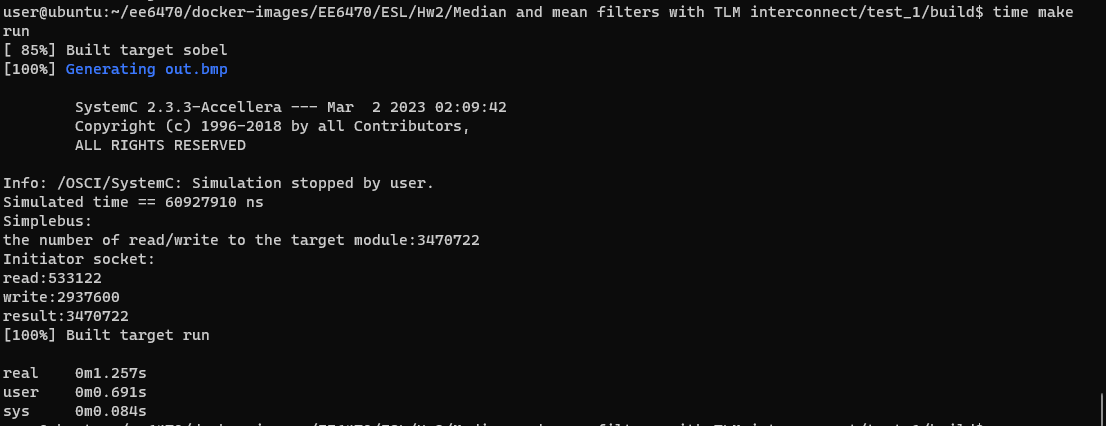 user@ubuntu:~/ee6470/docker-images/EE6470/ESL/Hw2/Median and mean filters with TLM interconnect/test_1/build$ time make
run
[ 85%] Built target sobel
[100%] Generating out.bmp
SystemC 2.3.3-Accellera --- Mar  2 2023 02:09:42
Copyright (c) 1996-2018 by all Contributors,
ALL RIGHTS RESERVED
Info: /OSCI/SystemC: Simulation stopped by user.
Simulated time == 60927910 ns
Simplebus:
the number of read/write to the target module:3470722
Initiator socket:
read:533122
write:2937600
result:3470722
[100%] Built target run
real    0m1.257s
user    0m0.691s
sys     0m0.084s